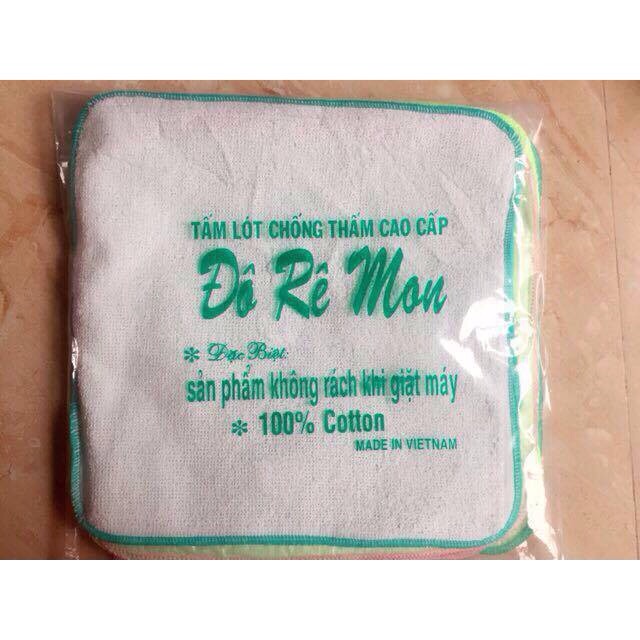 TẤM LÓT CHỐNG THẤM CAO CẤP
Đô Rê Mon
* Đặc Biệt:
sản phẩm không rách khi giặt máy
* 100% Cotton
MADE IN VIETNAM